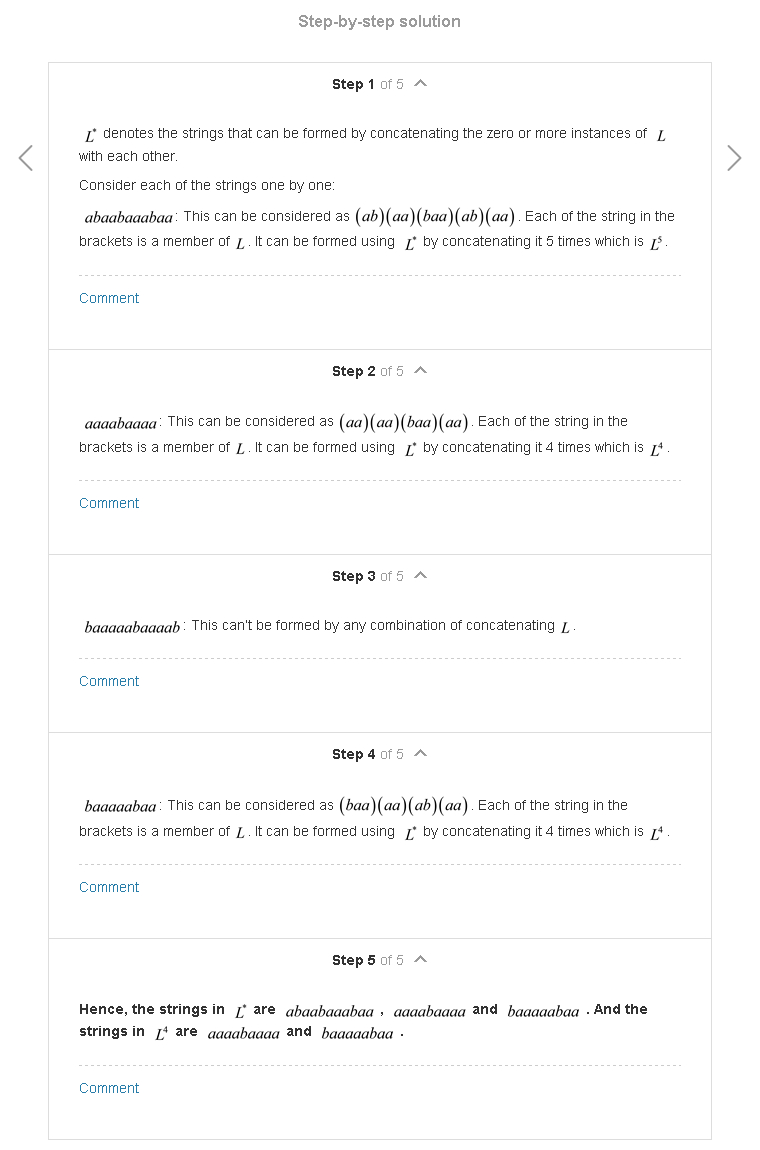 Step-by-step solution
Step 1 of 5
L* denotes the strings that can be formed by concatenating the zero or more instances of L
with each other.
Consider each of the strings one by one:
abaabaaabaa: This can be considered as (ab)(aa)(baa)(ab)(aa). Each of the string in the
brackets is a member of L. It can be formed using L* by concatenating it 5 times which is L⁵.
Comment
Step 2 of 5
aaaabaaaa: This can be considered as (aa)(aa)(baa)(aa). Each of the string in the
brackets is a member of L. It can be formed using L* by concatenating it 4 times which is L⁴.
Comment
Step 3 of 5
baaaaabaaaab: This can't be formed by any combination of concatenating L.
Comment
Step 4 of 5
baaaaabaa: This can be considered as (baa)(aa)(ab)(aa). Each of the string in the
brackets is a member of L. It can be formed using L* by concatenating it 4 times which is L⁴.
Comment
Step 5 of 5
Hence, the strings in L* are abaabaaabaa, aaaabaaaa and baaaaabaa. And the
strings in L⁴ are aaaabaaaa and baaaaabaa.
Comment